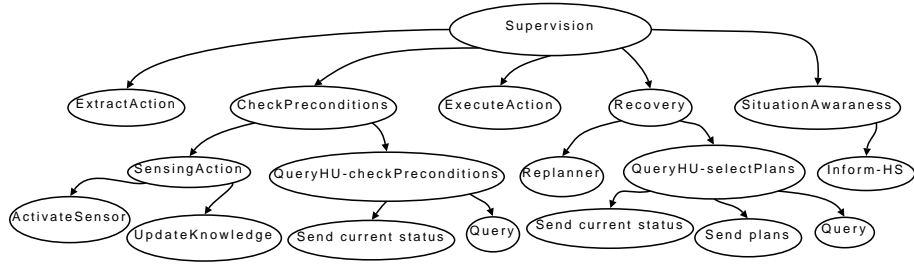 Supervision
ExtractAction
CheckPreconditions
ExecuteAction
Recovery
SituationAwaraness
SensingAction
QueryHU-checkPreconditions
Replanner
QueryHU-selectPlans
Inform-HS
ActivateSensor
UpdateKnowledge
Send current status
Query
Send current status
Send plans
Query